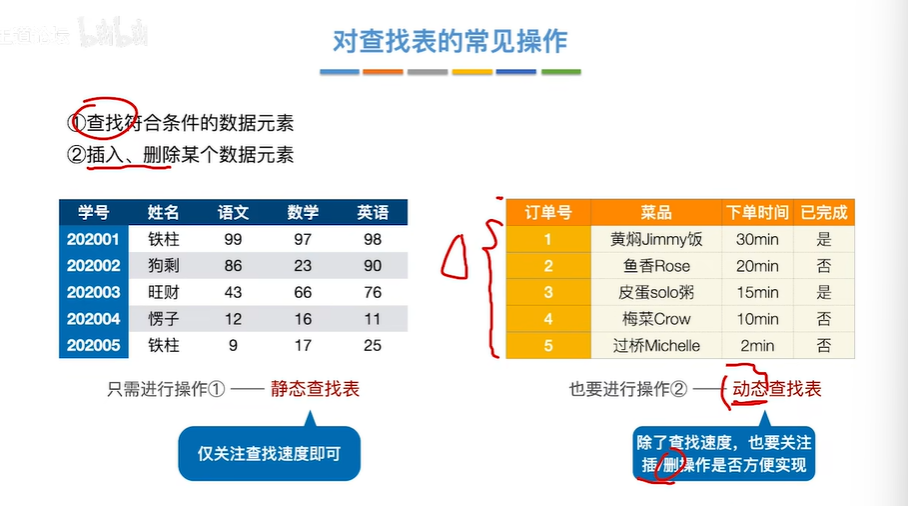 王道论坛 bilibili
对查找表的常见操作
①查找符合条件的数据元素
②插入、删除某个数据元素
学号 姓名 语文 数学 英语
202001 铁柱 99 97 98
202002 狗剩 86 23 90
202003 旺财 43 66 76
202004 愣子 12 16 11
202005 铁柱 9 17 25
订单号 菜品 下单时间 已完成
1 黄焖Jimmy饭 30min 是
2 鱼香Rose 20min 否
3 皮蛋solo粥 15min 是
4 梅菜Crow 10min 否
5 过桥Michelle 2min 否
只需进行操作① —— 静态查找表
也要进行操作② —— 动态查找表
仅关注查找速度即可
除了查找速度，也要关注
插/删操作是否方便实现